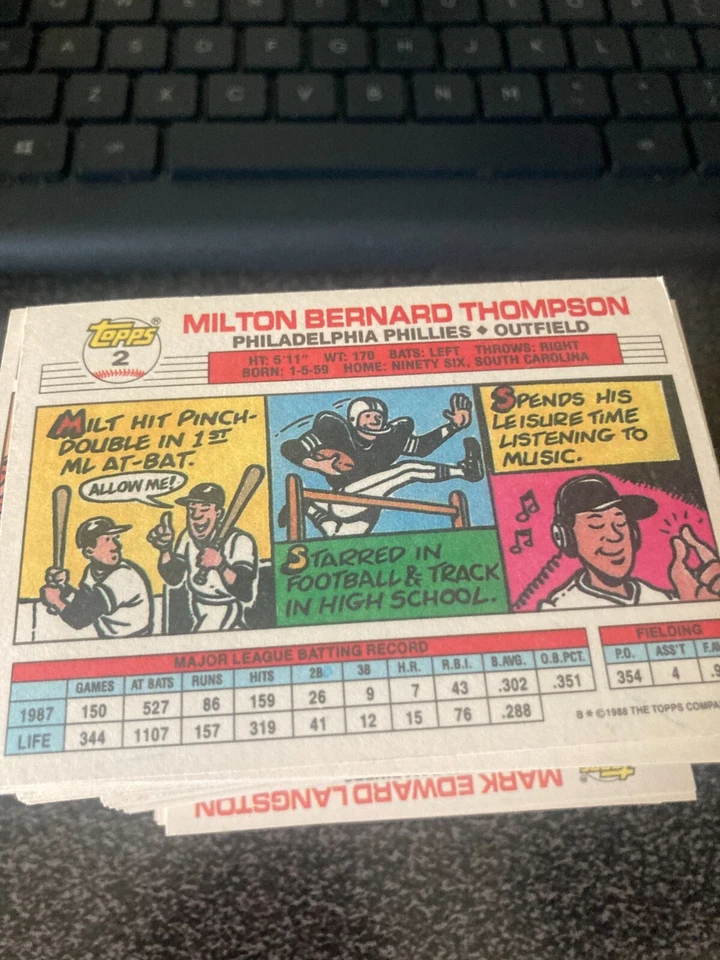 A S D F G H J K L
Z X C V B N M
TOPPS®
2
MILTON BERNARD THOMPSON
PHILADELPHIA PHILLIES ♦ OUTFIELD
HT: 5'11" WT: 170 BATS: LEFT THROWS: RIGHT
BORN: 1-5-59 HOME: NINETY SIX, SOUTH CAROLINA
MILT HIT PINCH-
DOUBLE IN 1ST
ML AT-BAT.
ALLOW ME!
STARRED IN
FOOTBALL & TRACK
IN HIGH SCHOOL.
SPENDS HIS
LEISURE TIME
LISTENING TO
MUSIC.
MAJOR LEAGUE BATTING RECORD
GAMES AT BATS RUNS HITS 2B 3B H.R. R.B.I. B.AVG. O.B.PCT.
1987 150 527 86 159 26 9 7 43 .302 .351
LIFE 344 1107 157 319 41 12 15 76 .288
FIELDING
P.O. ASS'T F.AV
354 4 .9
B * ©1988 THE TOPPS COMPA
MARK EDWARD LANGSTON